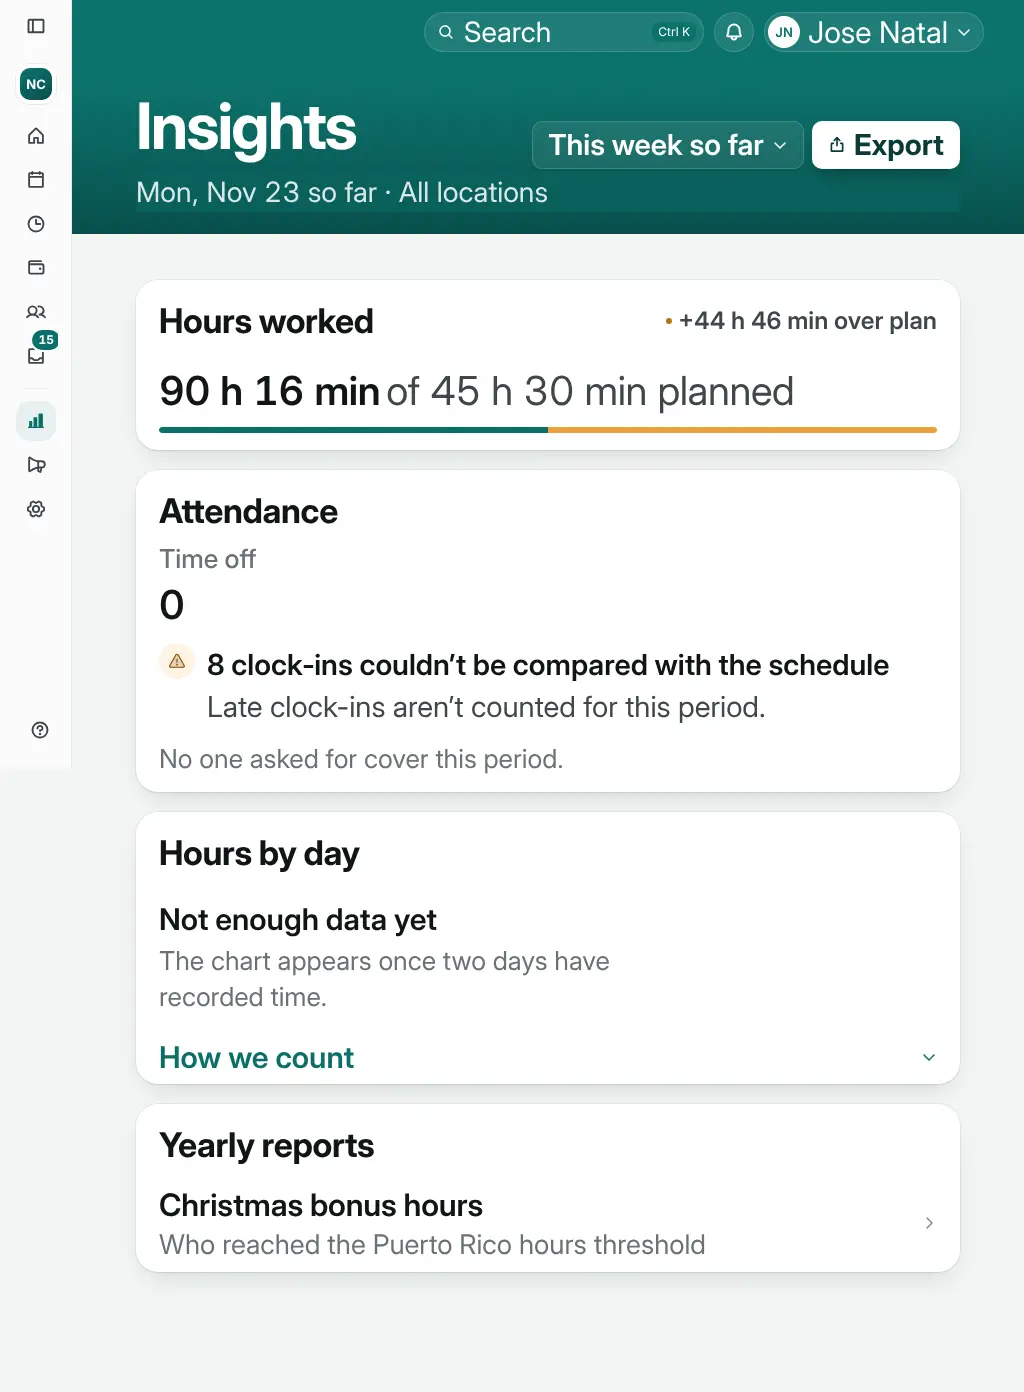 Search
Ctrl K
JN
Jose Natal
NC
Insights
This week so far
Export
Mon, Nov 23 so far · All locations
15
Hours worked
+44 h 46 min over plan
90 h 16 min of 45 h 30 min planned
Attendance
Time off
0
8 clock-ins couldn’t be compared with the schedule
Late clock-ins aren’t counted for this period.
No one asked for cover this period.
Hours by day
Not enough data yet
The chart appears once two days have
recorded time.
How we count
Yearly reports
Christmas bonus hours
Who reached the Puerto Rico hours threshold